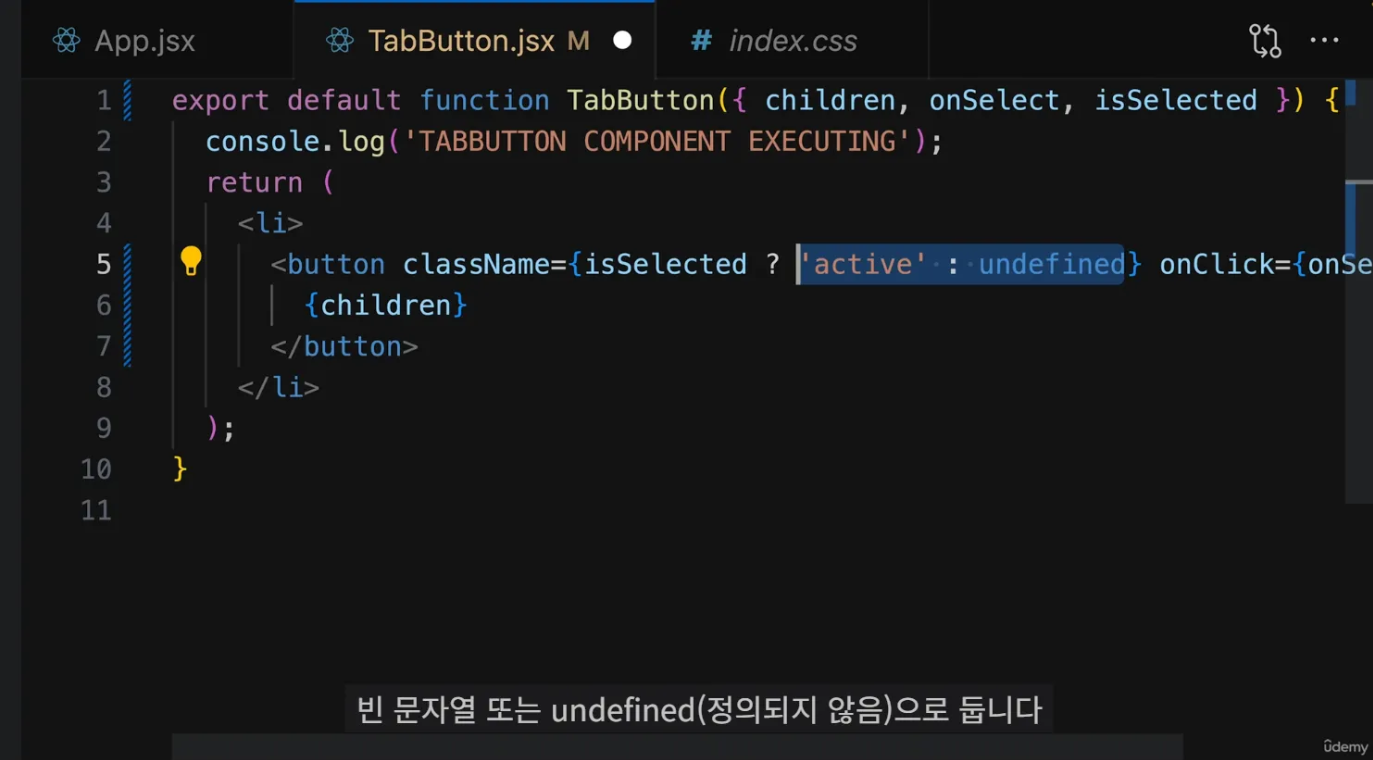 App.jsx
TabButton.jsx M
# index.css
1 export default function TabButton({ children, onSelect, isSelected }) {
2 console.log('TABBUTTON COMPONENT EXECUTING');
3 return (
4 <li>
5 <button className={isSelected ? 'active' : undefined} onClick={onSe
6 {children}
7 </button>
8 </li>
9 );
10 }
11
빈 문자열 또는 undefined(정의되지 않음)으로 둡니다
ûdemy